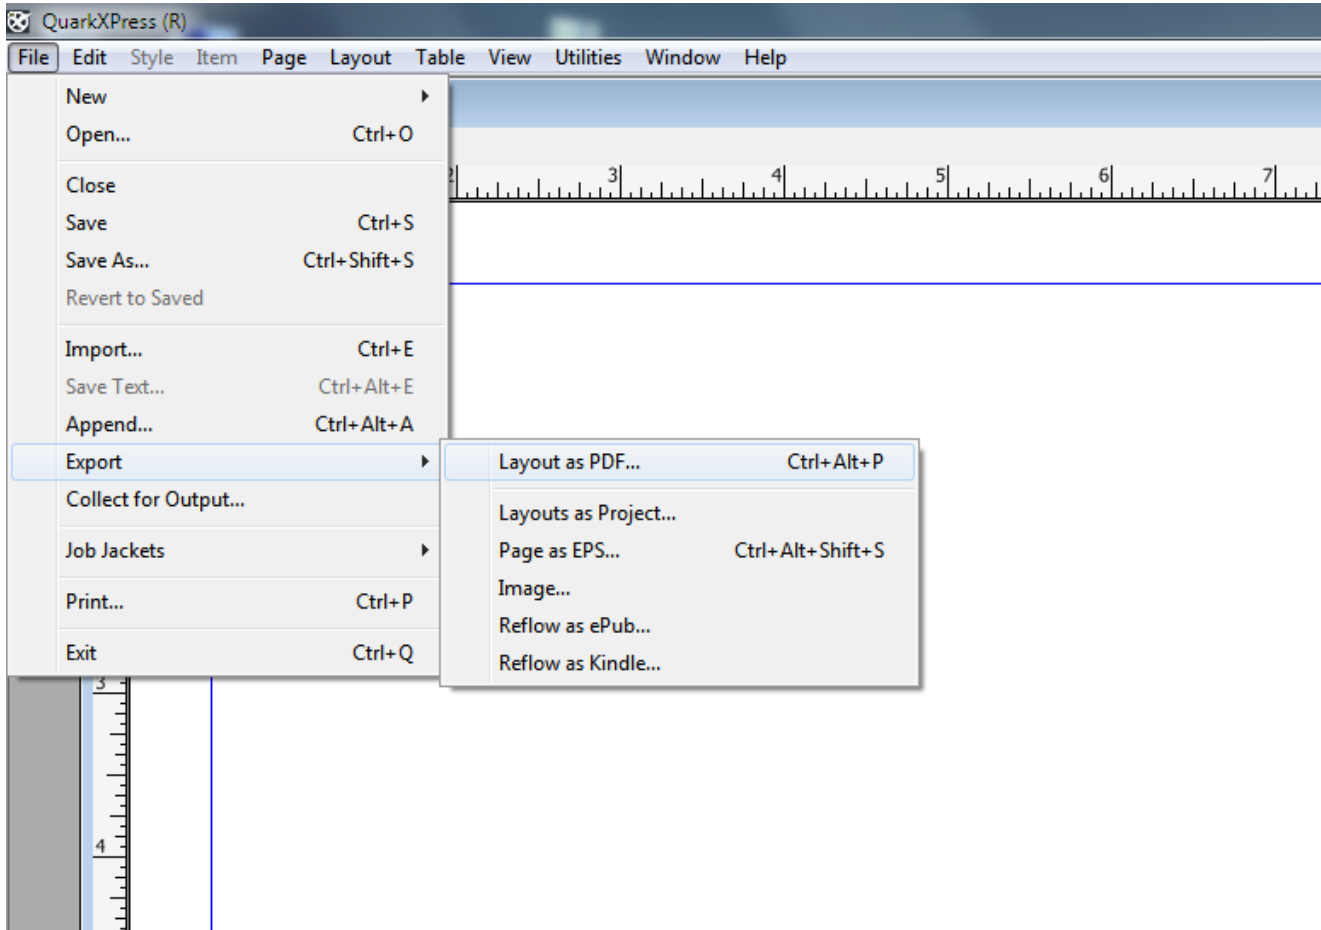 QuarkXPress (R)
File Edit Style Item Page Layout Table View Utilities Window Help
New
Open... Ctrl+O
Close
Save Ctrl+S
Save As... Ctrl+Shift+S
Revert to Saved
Import... Ctrl+E
Save Text... Ctrl+Alt+E
Append... Ctrl+Alt+A
Export
Collect for Output...
Job Jackets
Print... Ctrl+P
Exit Ctrl+Q
Layout as PDF... Ctrl+Alt+P
Layouts as Project...
Page as EPS... Ctrl+Alt+Shift+S
Image...
Reflow as ePub...
Reflow as Kindle...
2 3 4 5 6 7
3
4